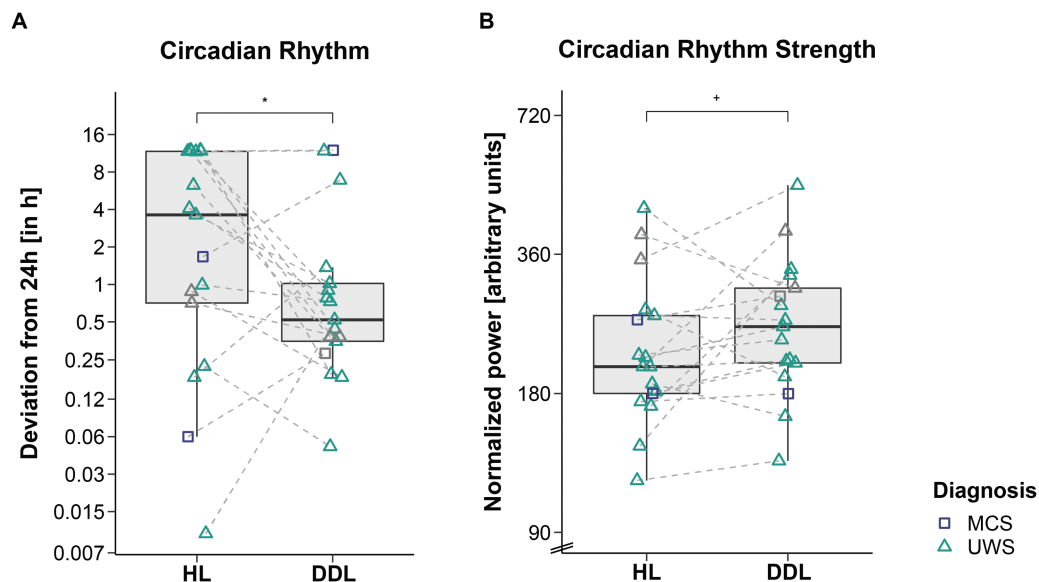 A
Circadian Rhythm
*
Deviation from 24h [in h]
16
8
4
2
1
0.5
0.25
0.12
0.06
0.03
0.015
0.007
HL DDL
B
Circadian Rhythm Strength
+
Normalized power [arbitrary units]
720
360
180
90
HL DDL
Diagnosis
MCS
UWS